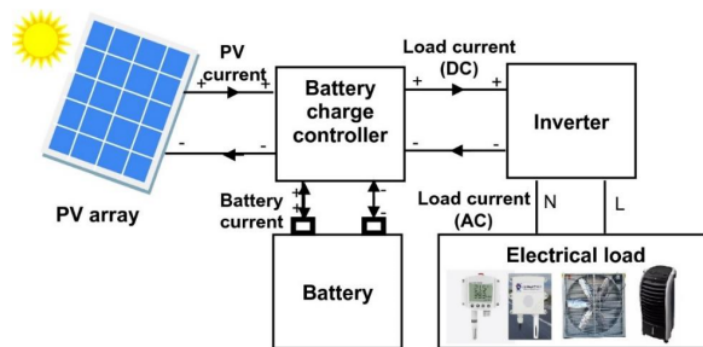 PV
current
+
+
-
-
PV array
Battery
charge
controller
Load current
(DC)
+
+
-
-
Inverter
Battery
current
+
+
-
-
Battery
Load current
(AC)
N
L
Electrical load